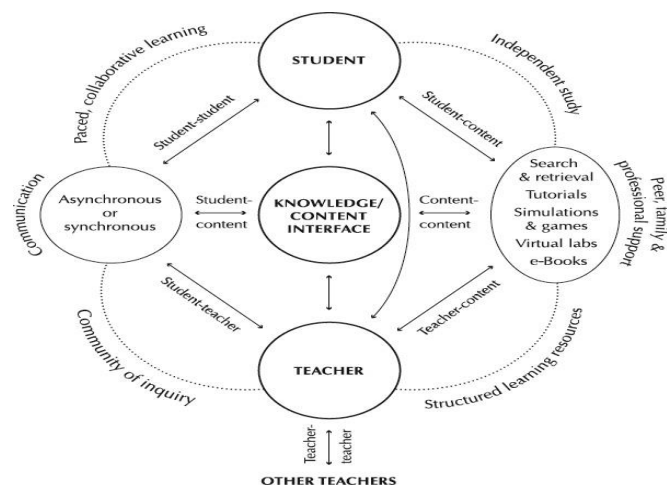 STUDENT
Paced, collaborative learning
Independent study
Student-student
Student-content
Communication
Asynchronous
or
synchronous
Student-
content
KNOWLEDGE/
CONTENT
INTERFACE
Content-
content
Search
& retrieval
Tutorials
Simulations
& games
Virtual labs
e-Books
Peer, family &
professional support
Student-teacher
Teacher-content
Community of inquiry
TEACHER
Structured learning resources
Teacher-
teacher
OTHER TEACHERS